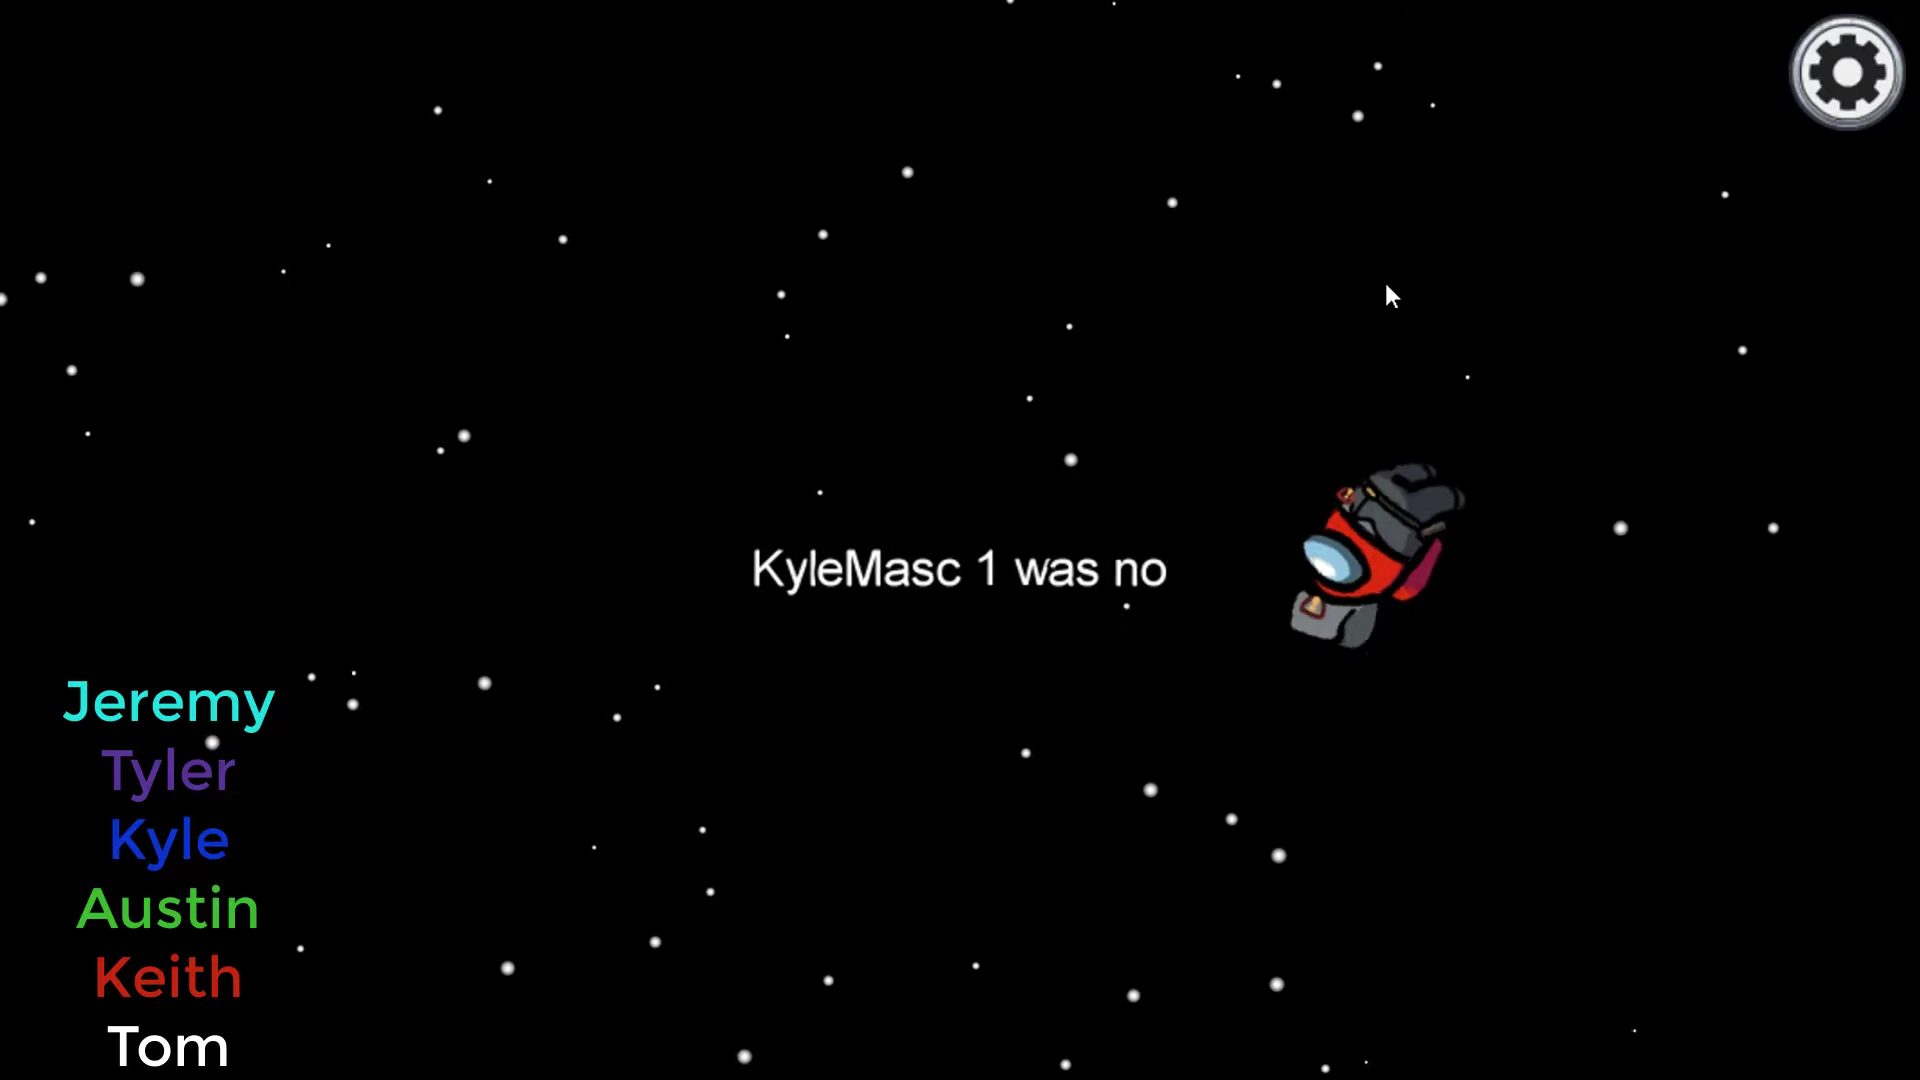 KyleMasc 1 was no
Jeremy
Tyler
Kyle
Austin
Keith
Tom